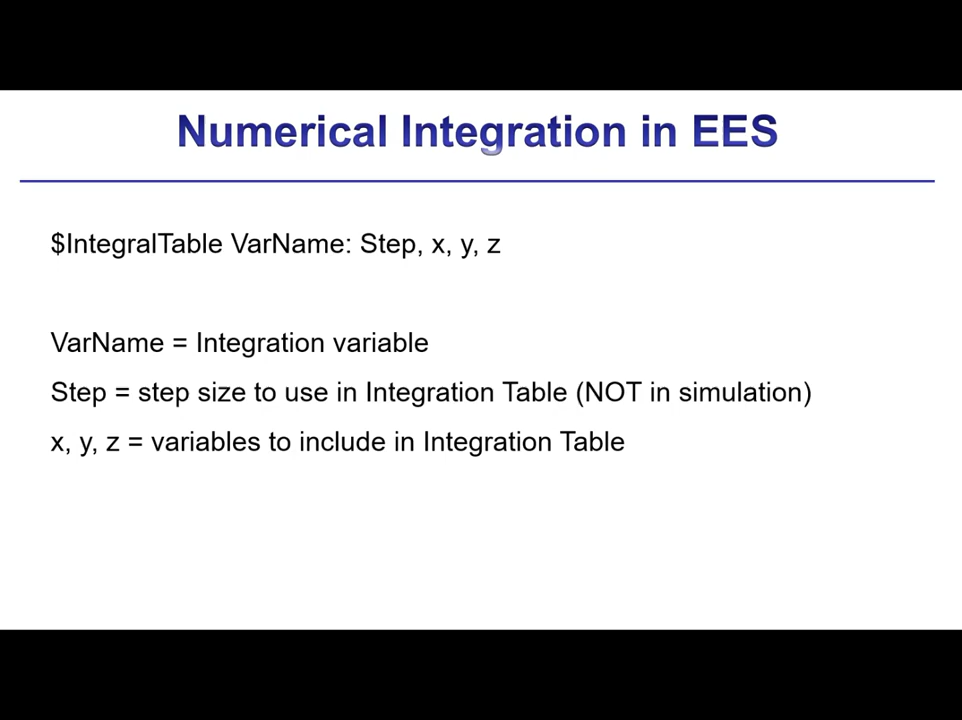 Numerical Integration in EES
$IntegralTable VarName: Step, x, y, z
VarName = Integration variable
Step = step size to use in Integration Table (NOT in simulation)
x, y, z = variables to include in Integration Table